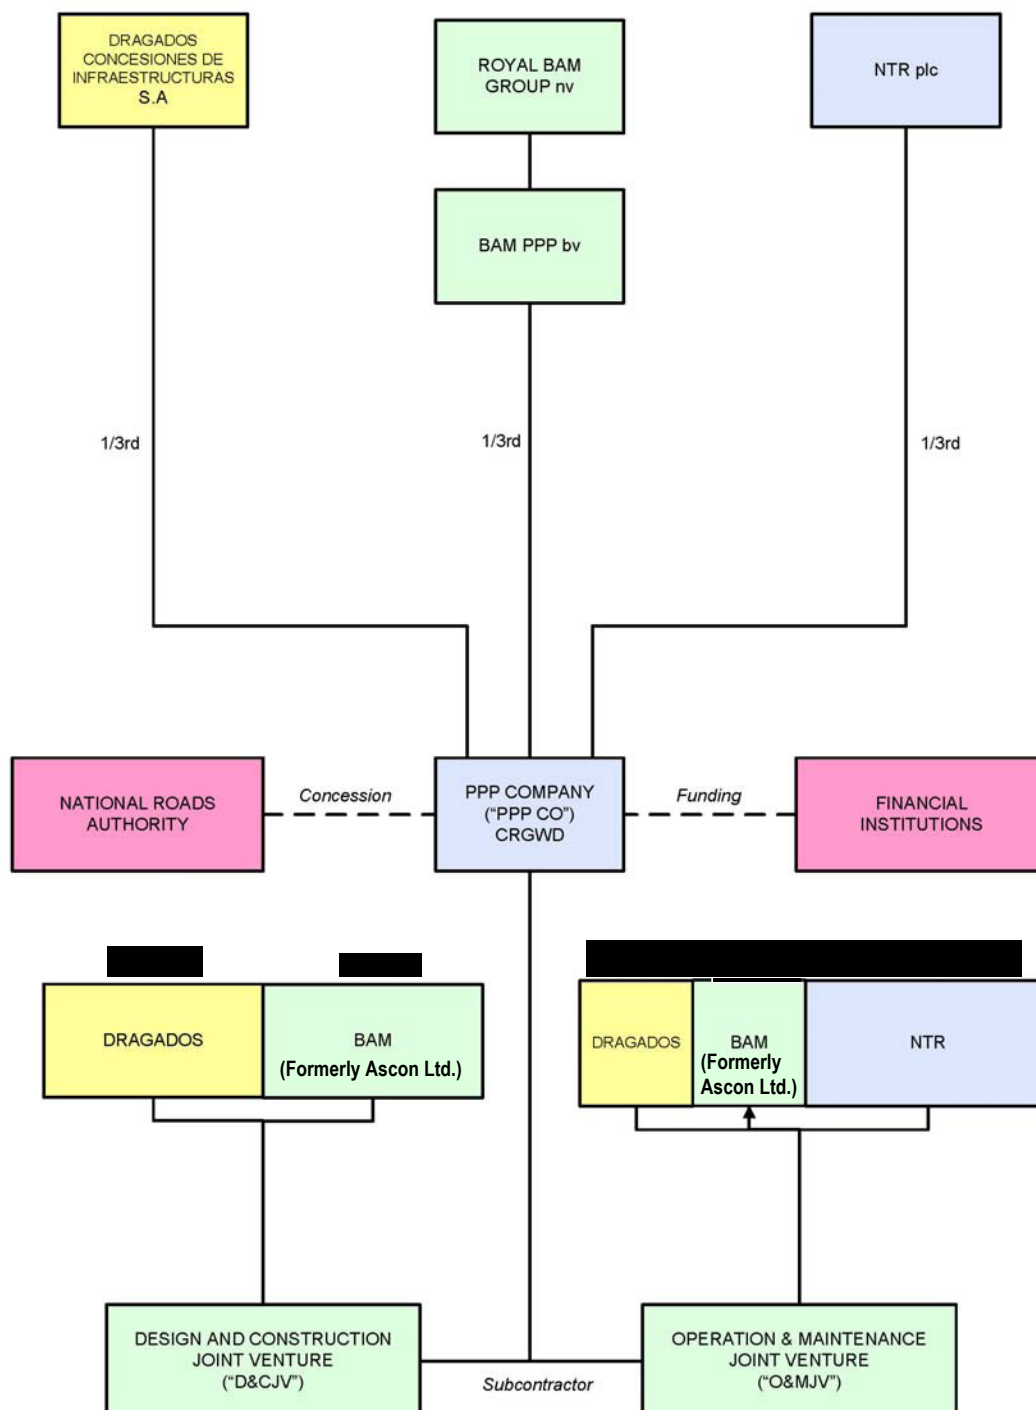 DRAGADOS
CONCESIONES DE
INFRAESTRUCTURAS
S.A
ROYAL BAM
GROUP nv
NTR plc
BAM PPP bv
1/3rd
1/3rd
1/3rd
NATIONAL ROADS
AUTHORITY
Concession
PPP COMPANY
("PPP CO")
CRGWD
Funding
FINANCIAL
INSTITUTIONS
DRAGADOS
BAM
(Formerly Ascon Ltd.)
DRAGADOS
BAM
(Formerly
Ascon Ltd.)
NTR
DESIGN AND CONSTRUCTION
JOINT VENTURE
("D&CJV")
Subcontractor
OPERATION & MAINTENANCE
JOINT VENTURE
("O&MJV")